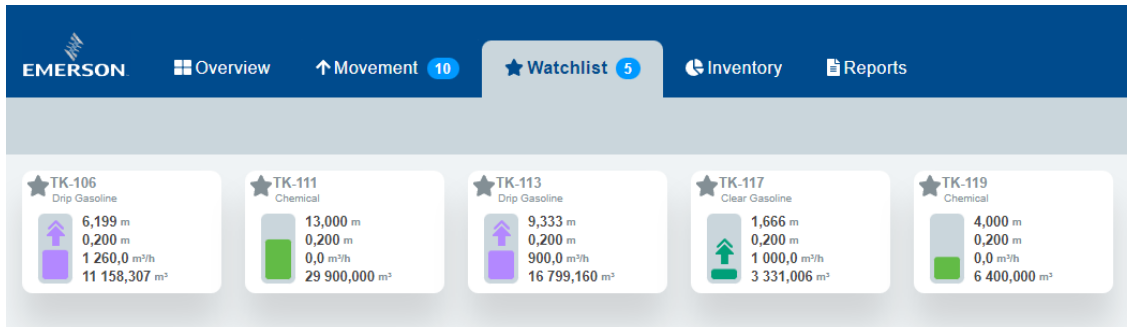 EMERSON.
Overview
Movement 10
Watchlist 5
Inventory
Reports
TK-106
Drip Gasoline
6,199 m
0,200 m
1 260,0 m³/h
11 158,307 m³
TK-111
Chemical
13,000 m
0,200 m
0,0 m³/h
29 900,000 m³
TK-113
Drip Gasoline
9,333 m
0,200 m
900,0 m³/h
16 799,160 m³
TK-117
Clear Gasoline
1,666 m
0,200 m
1 000,0 m³/h
3 331,006 m³
TK-119
Chemical
4,000 m
0,200 m
0,0 m³/h
6 400,000 m³